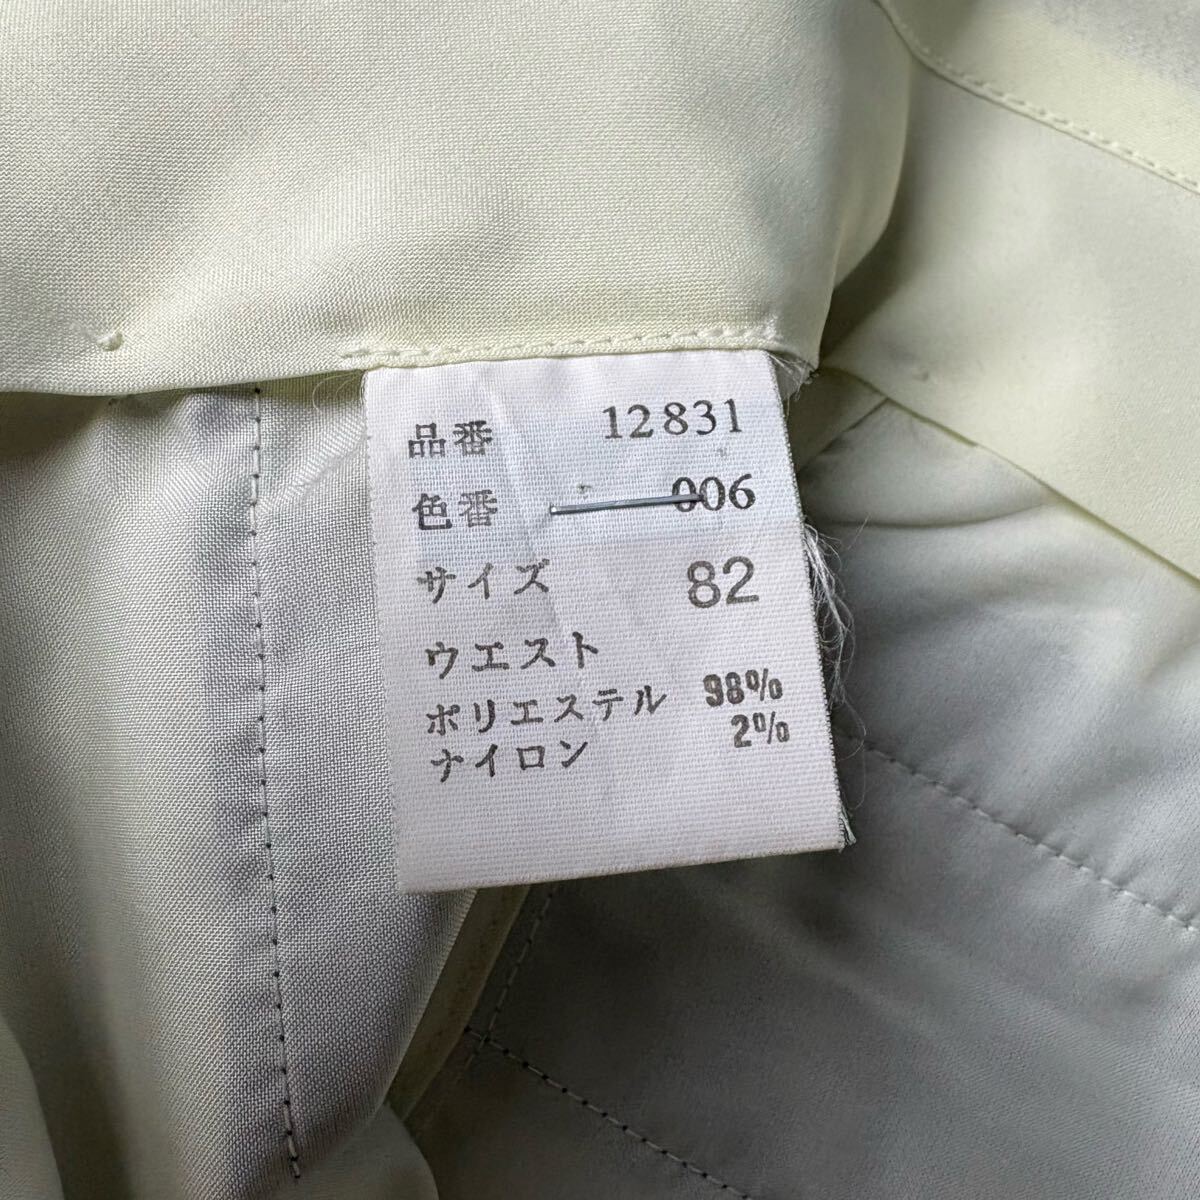 品番 12831
色番 006
サイズ 82
ウエスト
ポリエステル 98%
ナイロン 2%